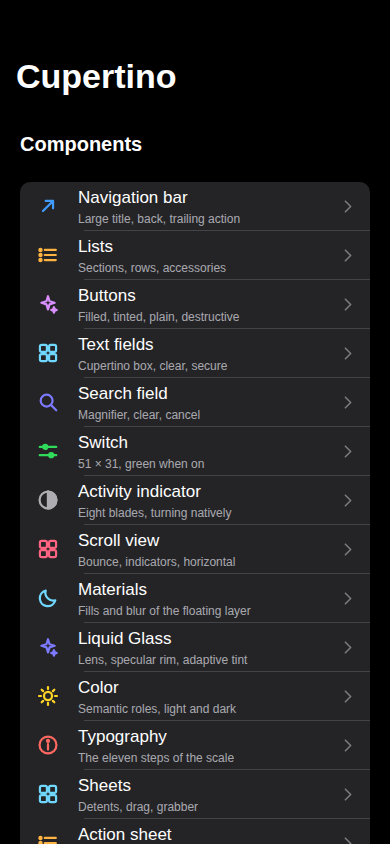 Cupertino
Components
Navigation bar
Large title, back, trailing action
Lists
Sections, rows, accessories
Buttons
Filled, tinted, plain, destructive
Text fields
Cupertino box, clear, secure
Search field
Magnifier, clear, cancel
Switch
51 × 31, green when on
Activity indicator
Eight blades, turning natively
Scroll view
Bounce, indicators, horizontal
Materials
Fills and blur of the floating layer
Liquid Glass
Lens, specular rim, adaptive tint
Color
Semantic roles, light and dark
Typography
The eleven steps of the scale
Sheets
Detents, drag, grabber
Action sheet